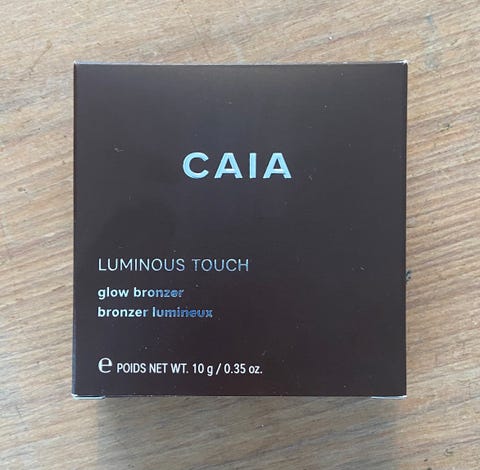 CAIA
LUMINOUS TOUCH
glow bronzer
bronzer lumineux
℮ POIDS NET WT. 10 g / 0.35 oz.